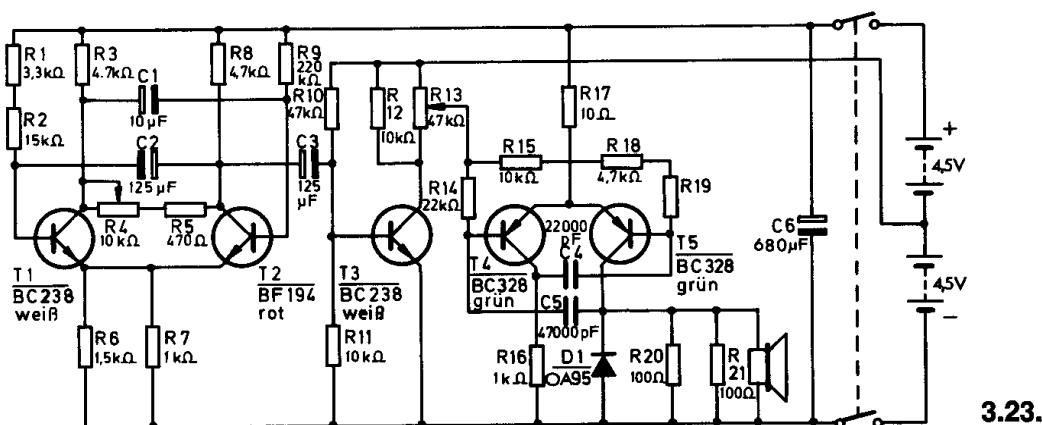 R1
3,3kΩ
R2
15kΩ
R3
4.7kΩ
C1
10µF
C2
125µF
R8
4,7kΩ
R9
220
kΩ
R10
47kΩ
C3
125
µF
R4
10kΩ
R5
470Ω
T1
BC238
weiß
T2
BF194
rot
R6
1,5kΩ
R7
1kΩ
R
12
10kΩ
R13
47kΩ
T3
BC238
weiß
R11
10kΩ
R14
22kΩ
R15
10kΩ
R17
10Ω
R18
4,7kΩ
R19
22000
pF
C4
T4
BC328
grün
T5
BC328
grün
C5
47000pF
R16
1kΩ
D1
OA95
R20
100Ω
R
21
100Ω
C6
680µF
+
4,5V
4,5V
−
3.23.